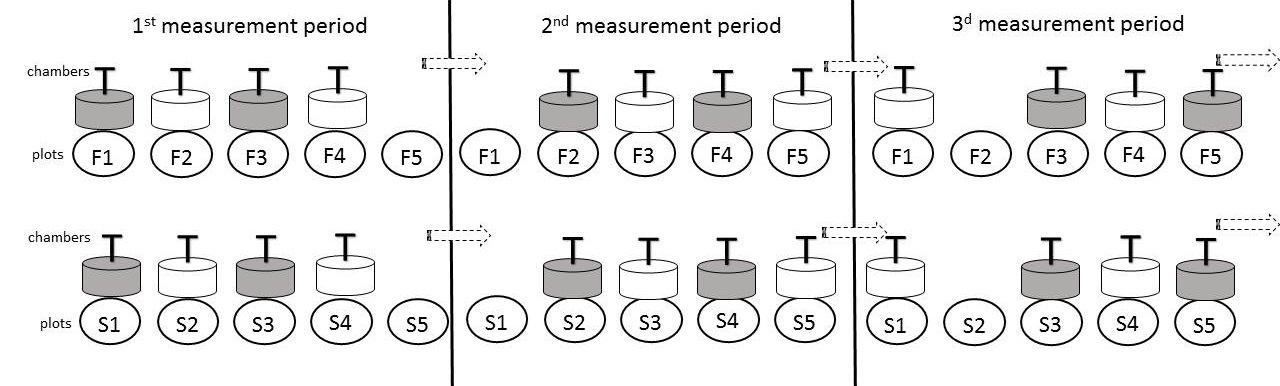 1st measurement period 2nd measurement period 3d measurement period
chambers
plots F1 F2 F3 F4 F5 F1 F2 F3 F4 F5 F1 F2 F3 F4 F5
chambers
plots S1 S2 S3 S4 S5 S1 S2 S3 S4 S5 S1 S2 S3 S4 S5